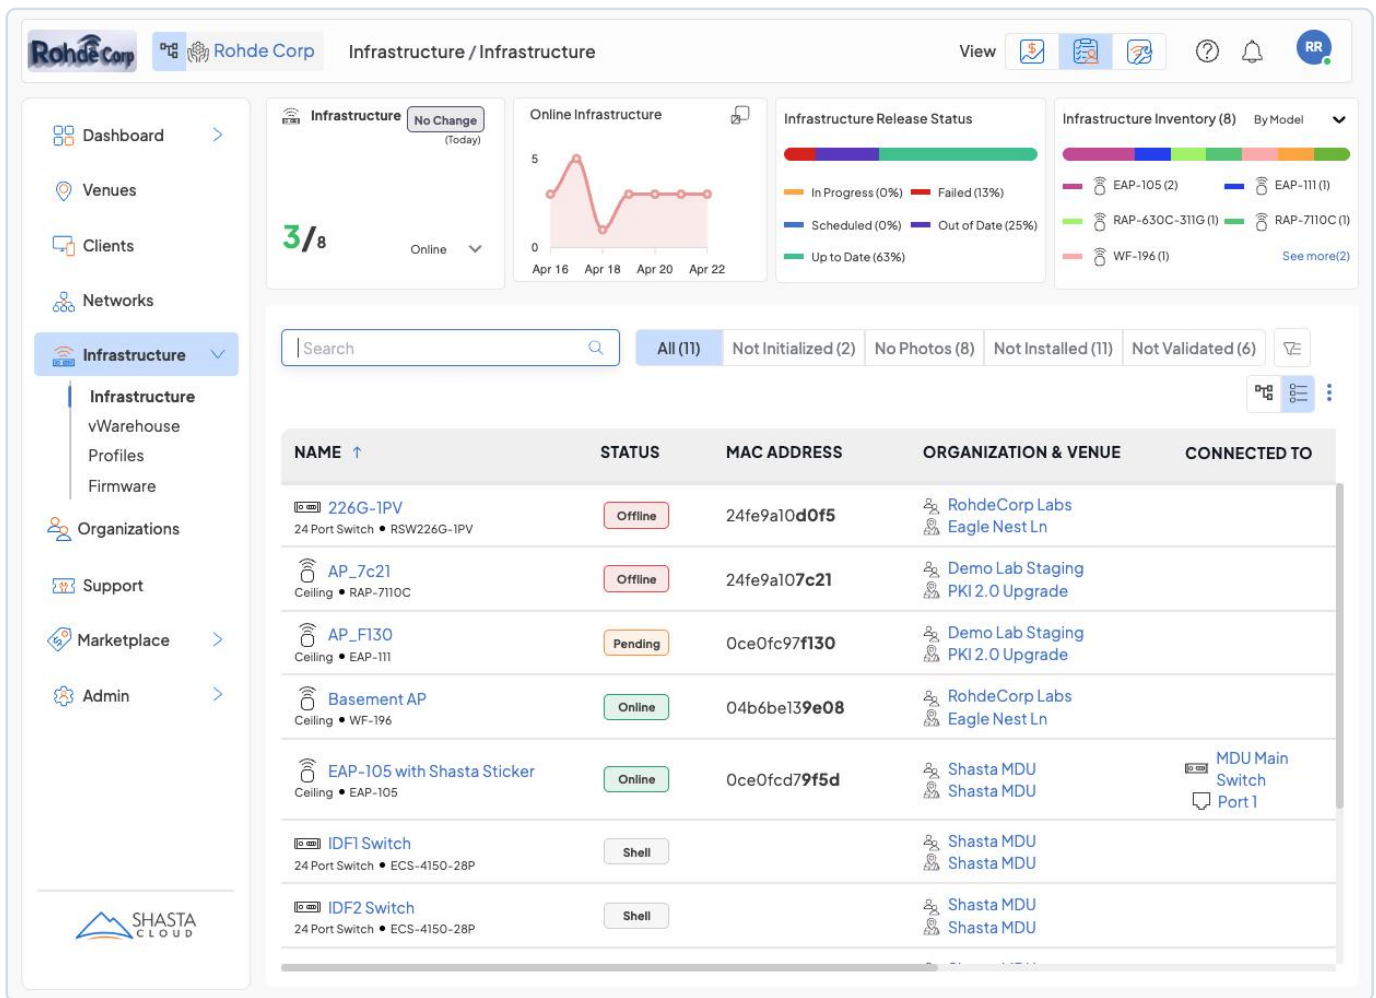 Rohde Corp
Rohde Corp
Infrastructure / Infrastructure
View
RR
Dashboard
Venues
Clients
Networks
Infrastructure
Infrastructure
vWarehouse
Profiles
Firmware
Organizations
Support
Marketplace
Admin
SHASTA
CLOUD
Infrastructure
No Change
(Today)
3/8
Online
Online Infrastructure
5
0
Apr 16 Apr 18 Apr 20 Apr 22
Infrastructure Release Status
In Progress (0%) Failed (13%)
Scheduled (0%) Out of Date (25%)
Up to Date (63%)
Infrastructure Inventory (8) By Model
EAP-105 (2) EAP-111 (1)
RAP-630C-311G (1) RAP-7110C (1)
WF-196 (1) See more(2)
Search
All (11) Not Initialized (2) No Photos (8) Not Installed (11) Not Validated (6)
NAME ↑ STATUS MAC ADDRESS ORGANIZATION & VENUE CONNECTED TO
226G-1PV
24 Port Switch • RSW226G-1PV
Offline
24fe9a10d0f5
RohdeCorp Labs
Eagle Nest Ln
AP_7c21
Ceiling • RAP-7110C
Offline
24fe9a107c21
Demo Lab Staging
PKI 2.0 Upgrade
AP_F130
Ceiling • EAP-111
Pending
0ce0fc97f130
Demo Lab Staging
PKI 2.0 Upgrade
Basement AP
Ceiling • WF-196
Online
04b6be139e08
RohdeCorp Labs
Eagle Nest Ln
EAP-105 with Shasta Sticker
Ceiling • EAP-105
Online
0ce0fcd79f5d
Shasta MDU
Shasta MDU
MDU Main
Switch
Port 1
IDF1 Switch
24 Port Switch • ECS-4150-28P
Shell
Shasta MDU
Shasta MDU
IDF2 Switch
24 Port Switch • ECS-4150-28P
Shell
Shasta MDU
Shasta MDU